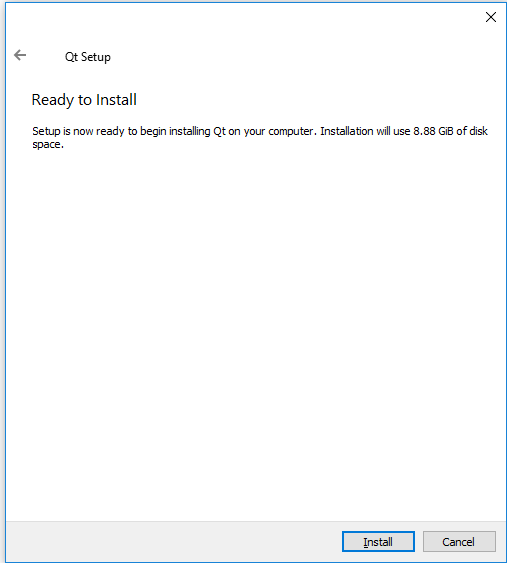 Qt Setup
Ready to Install
Setup is now ready to begin installing Qt on your computer. Installation will use 8.88 GiB of disk
space.
Install
Cancel